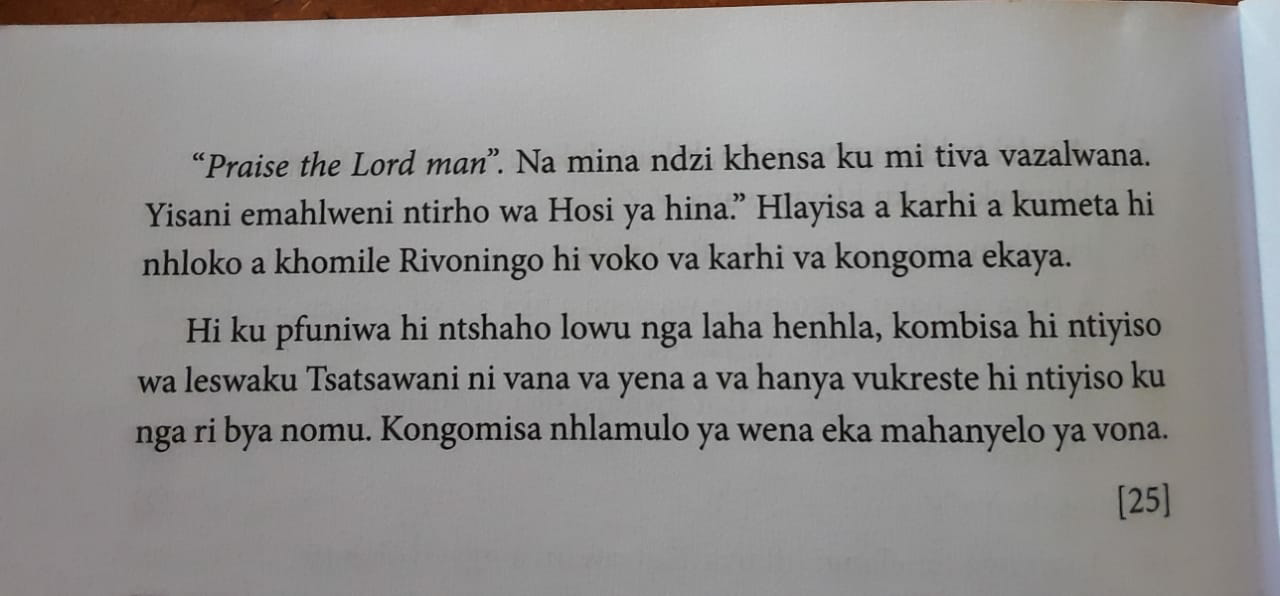 “Praise the Lord man”. Na mina ndzi khensa ku mi tiva vazalwana.
Yisani emahlweni ntirho wa Hosi ya hina.” Hlayisa a karhi a kumeta hi
nhloko a khomile Rivoningo hi voko va karhi va kongoma ekaya.
Hi ku pfuniwa hi ntshaho lowu nga laha henhla, kombisa hi ntiyiso
wa leswaku Tsatsawani ni vana va yena a va hanya vukreste hi ntiyiso ku
nga ri bya nomu. Kongomisa nhlamulo ya wena eka mahanyelo ya vona.
[25]